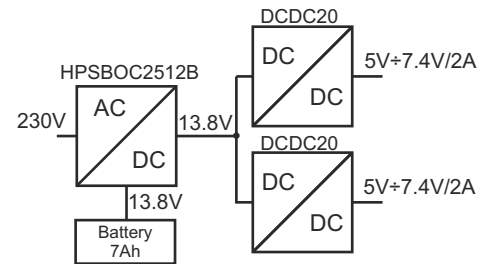 DCDC20
DC
DC
5V÷7.4V/2A
HPSBOC2512B
AC
DC
230V
13.8V
13.8V
Battery
7Ah
DCDC20
DC
DC
5V÷7.4V/2A